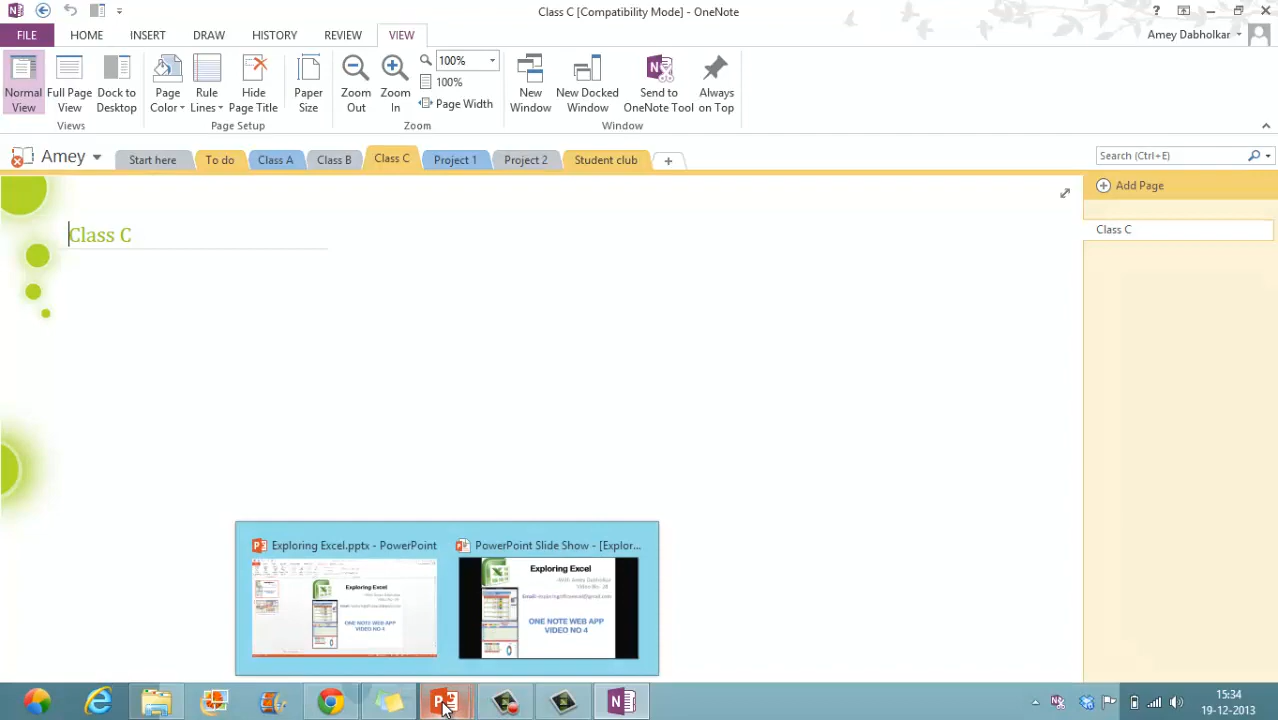 Class C [Compatibility Mode] - OneNote
FILE HOME INSERT DRAW HISTORY REVIEW VIEW
Amey Dabholkar
Normal View
Full Page View
Dock to Desktop
Views
Page Color
Rule Lines
Hide Page Title
Paper Size
Page Setup
Zoom Out
Zoom In
100%
100%
Page Width
Zoom
New Window
New Docked Window
Send to OneNote Tool
Always on Top
Window
Amey
Start here To do Class A Class B Class C Project 1 Project 2 Student club
Search (Ctrl+E)
Add Page
Class C
Class C
Exploring Excel.pptx - PowerPoint
PowerPoint Slide Show - [Explor...
Exploring Excel
ONE NOTE WEB APP
VIDEO NO 4
Exploring Excel
ONE NOTE WEB APP
VIDEO NO 4
15:34
19-12-2013